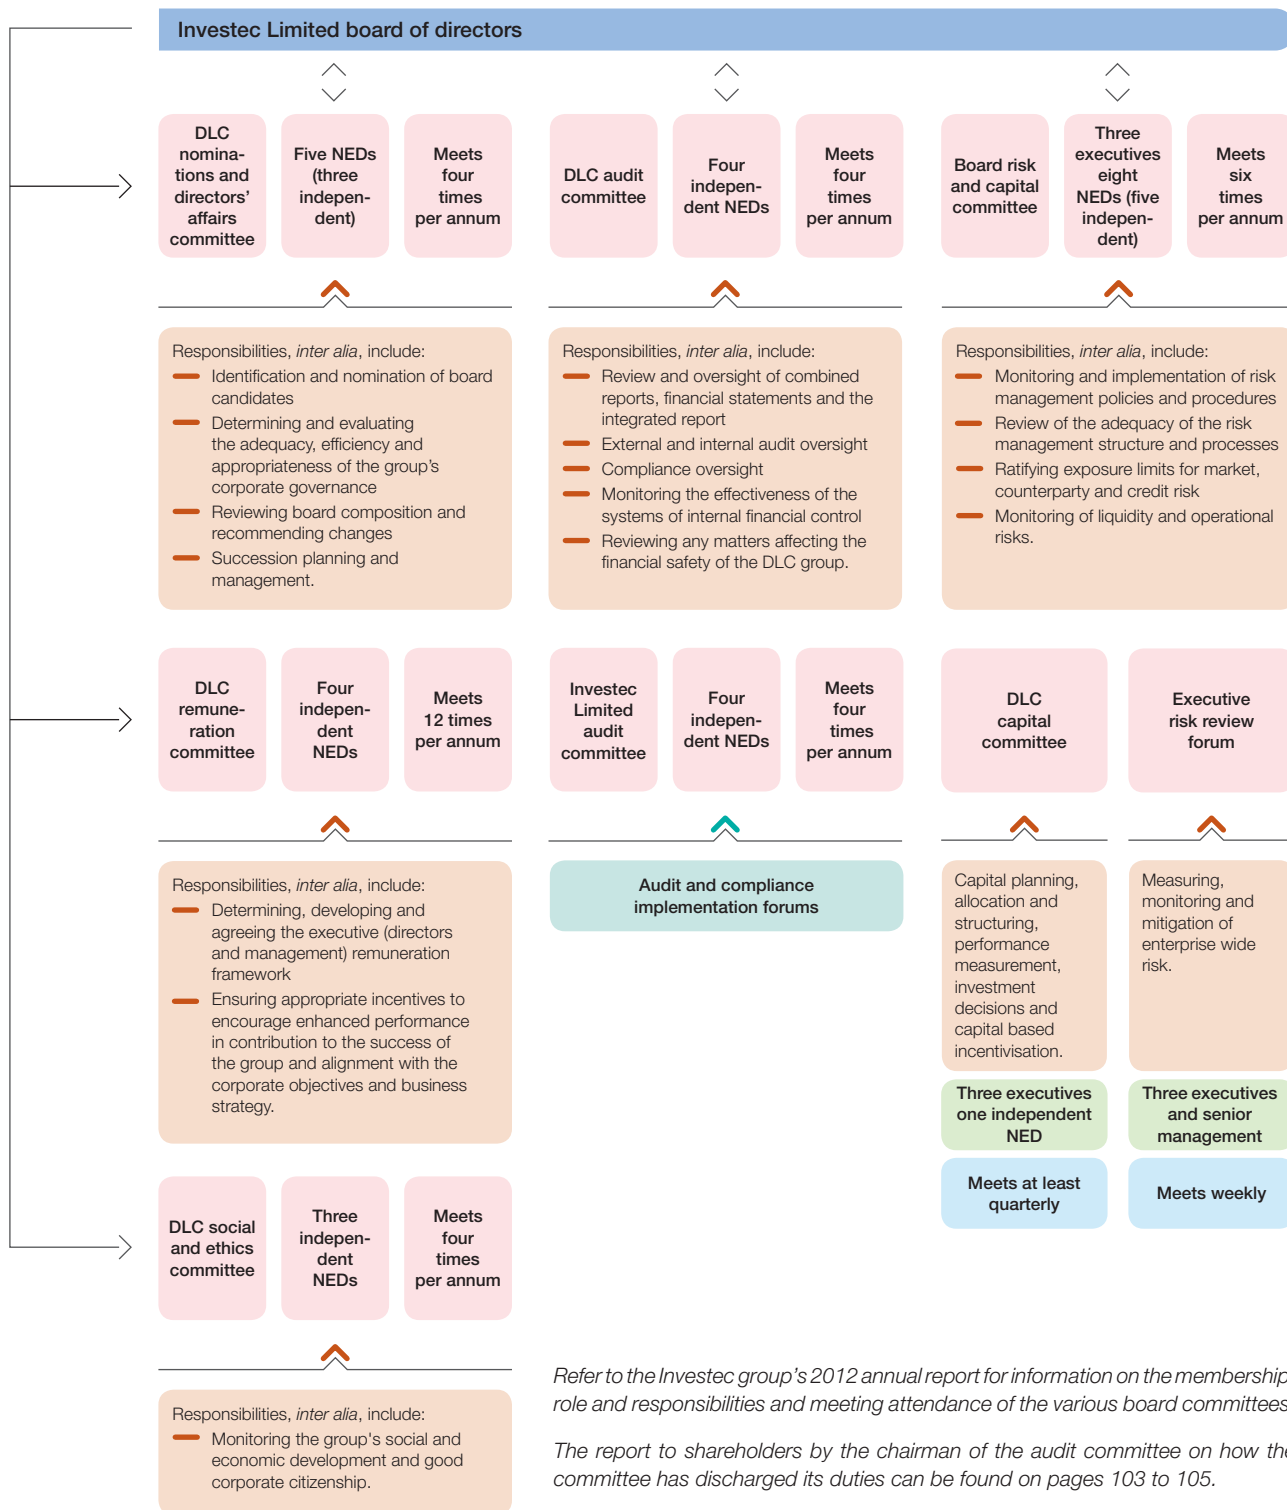 Investec Limited board of directors
DLC
nomina-
tions and
directors'
affairs
committee
Five NEDs
(three
indepen-
dent)
Meets
four
times
per annum
DLC audit
committee
Four
indepen-
dent NEDs
Meets
four
times
per annum
Board risk
and capital
committee
Three
executives
eight
NEDs (five
indepen-
dent)
Meets
six
times
per annum
Responsibilities, inter alia, include:
Identification and nomination of board
candidates
Determining and evaluating
the adequacy, efficiency and
appropriateness of the group's
corporate governance
Reviewing board composition and
recommending changes
Succession planning and
management.
Responsibilities, inter alia, include:
Review and oversight of combined
reports, financial statements and the
integrated report
External and internal audit oversight
Compliance oversight
Monitoring the effectiveness of the
systems of internal financial control
Reviewing any matters affecting the
financial safety of the DLC group.
Responsibilities, inter alia, include:
Monitoring and implementation of risk
management policies and procedures
Review of the adequacy of the risk
management structure and processes
Ratifying exposure limits for market,
counterparty and credit risk
Monitoring of liquidity and operational
risks.
DLC
remune-
ration
committee
Four
indepen-
dent
NEDs
Meets
12 times
per annum
Investec
Limited
audit
committee
Four
indepen-
dent NEDs
Meets
four
times
per annum
DLC
capital
committee
Executive
risk review
forum
Responsibilities, inter alia, include:
Determining, developing and
agreeing the executive (directors
and management) remuneration
framework
Ensuring appropriate incentives to
encourage enhanced performance
in contribution to the success of
the group and alignment with the
corporate objectives and business
strategy.
Audit and compliance
implementation forums
Capital planning,
allocation and
structuring,
performance
measurement,
investment
decisions and
capital based
incentivisation.
Measuring,
monitoring and
mitigation of
enterprise wide
risk.
Three executives
one independent
NED
Three executives
and senior
management
Meets at least
quarterly
Meets weekly
DLC social
and ethics
committee
Three
indepen-
dent
NEDs
Meets
four
times
per annum
Responsibilities, inter alia, include:
Monitoring the group's social and
economic development and good
corporate citizenship.
Refer to the Investec group's 2012 annual report for information on the membership
role and responsibilities and meeting attendance of the various board committees
The report to shareholders by the chairman of the audit committee on how the
committee has discharged its duties can be found on pages 103 to 105.